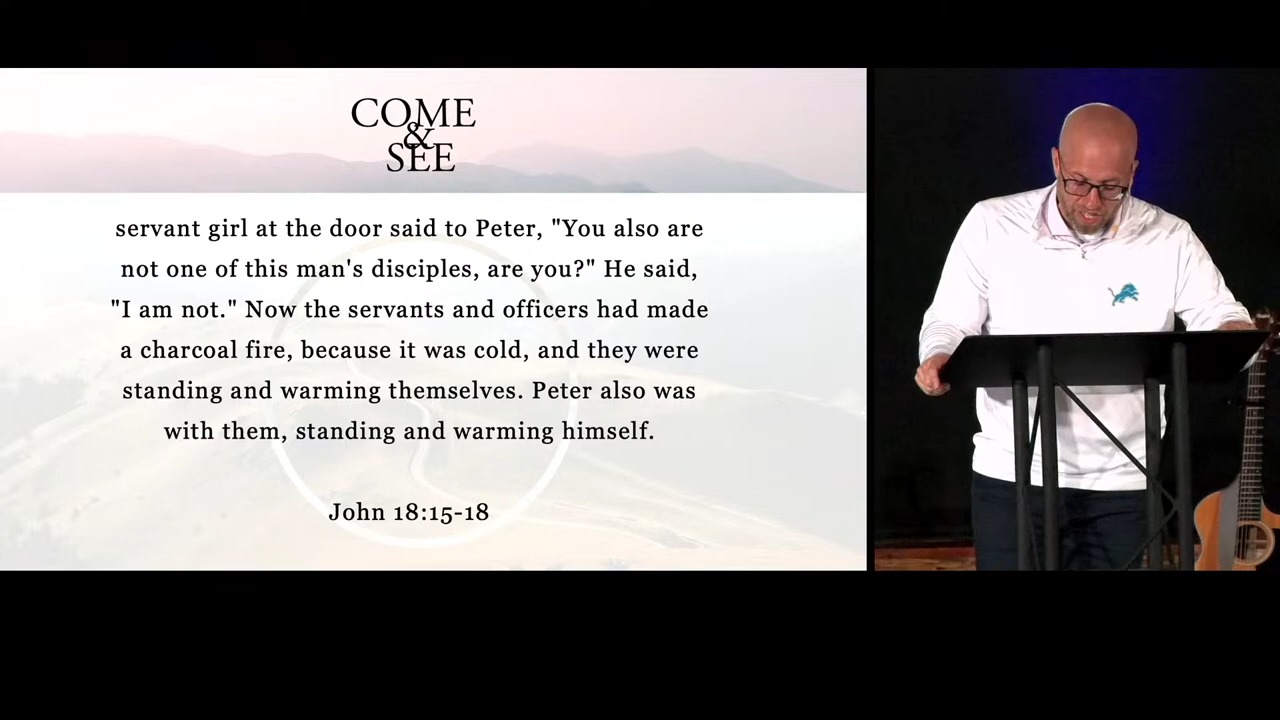 COME
&
SEE
servant girl at the door said to Peter, "You also are
not one of this man's disciples, are you?" He said,
"I am not." Now the servants and officers had made
a charcoal fire, because it was cold, and they were
standing and warming themselves. Peter also was
with them, standing and warming himself.
John 18:15-18